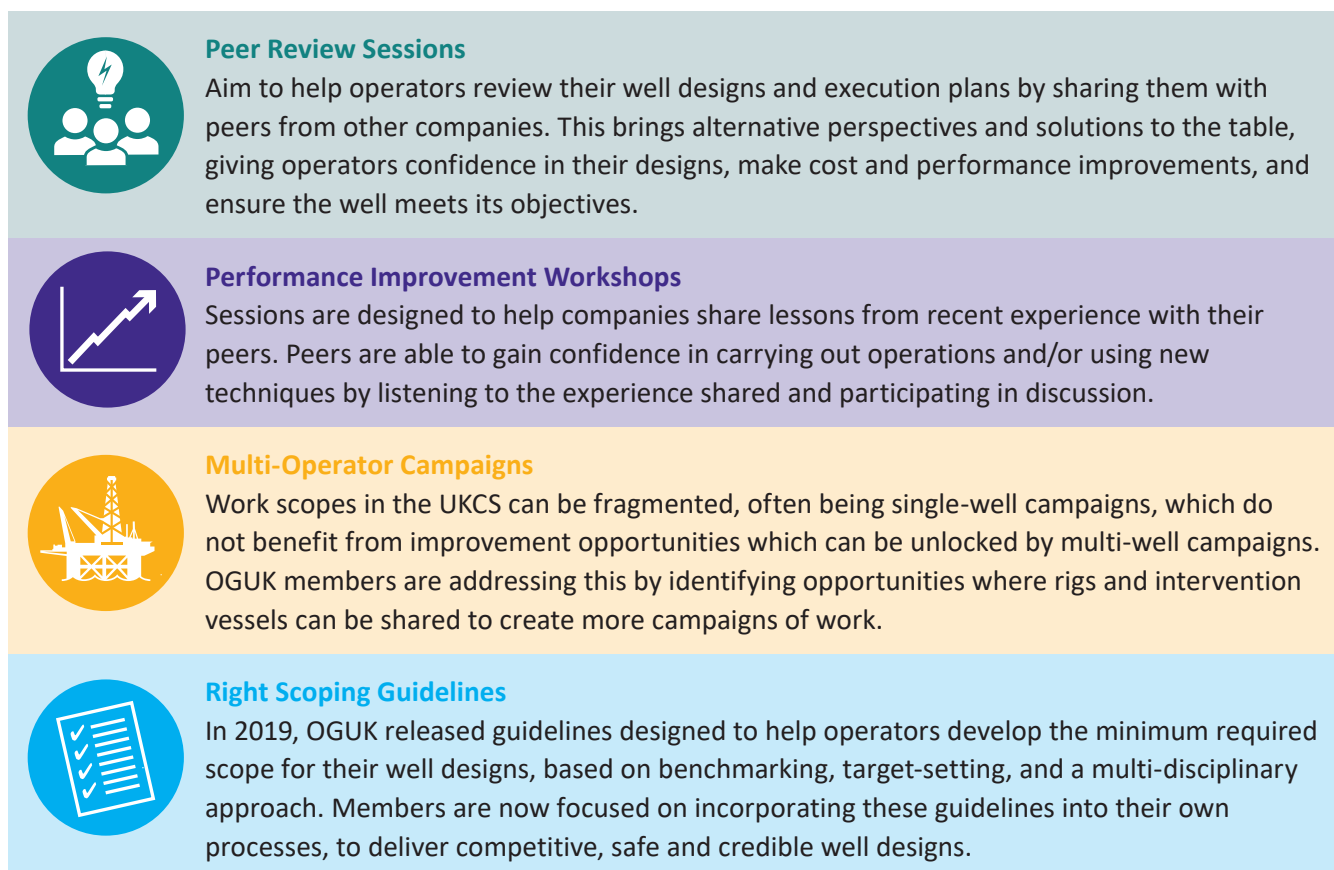 Peer Review Sessions
Aim to help operators review their well designs and execution plans by sharing them with
peers from other companies. This brings alternative perspectives and solutions to the table,
giving operators confidence in their designs, make cost and performance improvements, and
ensure the well meets its objectives.
Performance Improvement Workshops
Sessions are designed to help companies share lessons from recent experience with their
peers. Peers are able to gain confidence in carrying out operations and/or using new
techniques by listening to the experience shared and participating in discussion.
Multi-Operator Campaigns
Work scopes in the UKCS can be fragmented, often being single-well campaigns, which do
not benefit from improvement opportunities which can be unlocked by multi-well campaigns.
OGUK members are addressing this by identifying opportunities where rigs and intervention
vessels can be shared to create more campaigns of work.
Right Scoping Guidelines
In 2019, OGUK released guidelines designed to help operators develop the minimum required
scope for their well designs, based on benchmarking, target-setting, and a multi-disciplinary
approach. Members are now focused on incorporating these guidelines into their own
processes, to deliver competitive, safe and credible well designs.